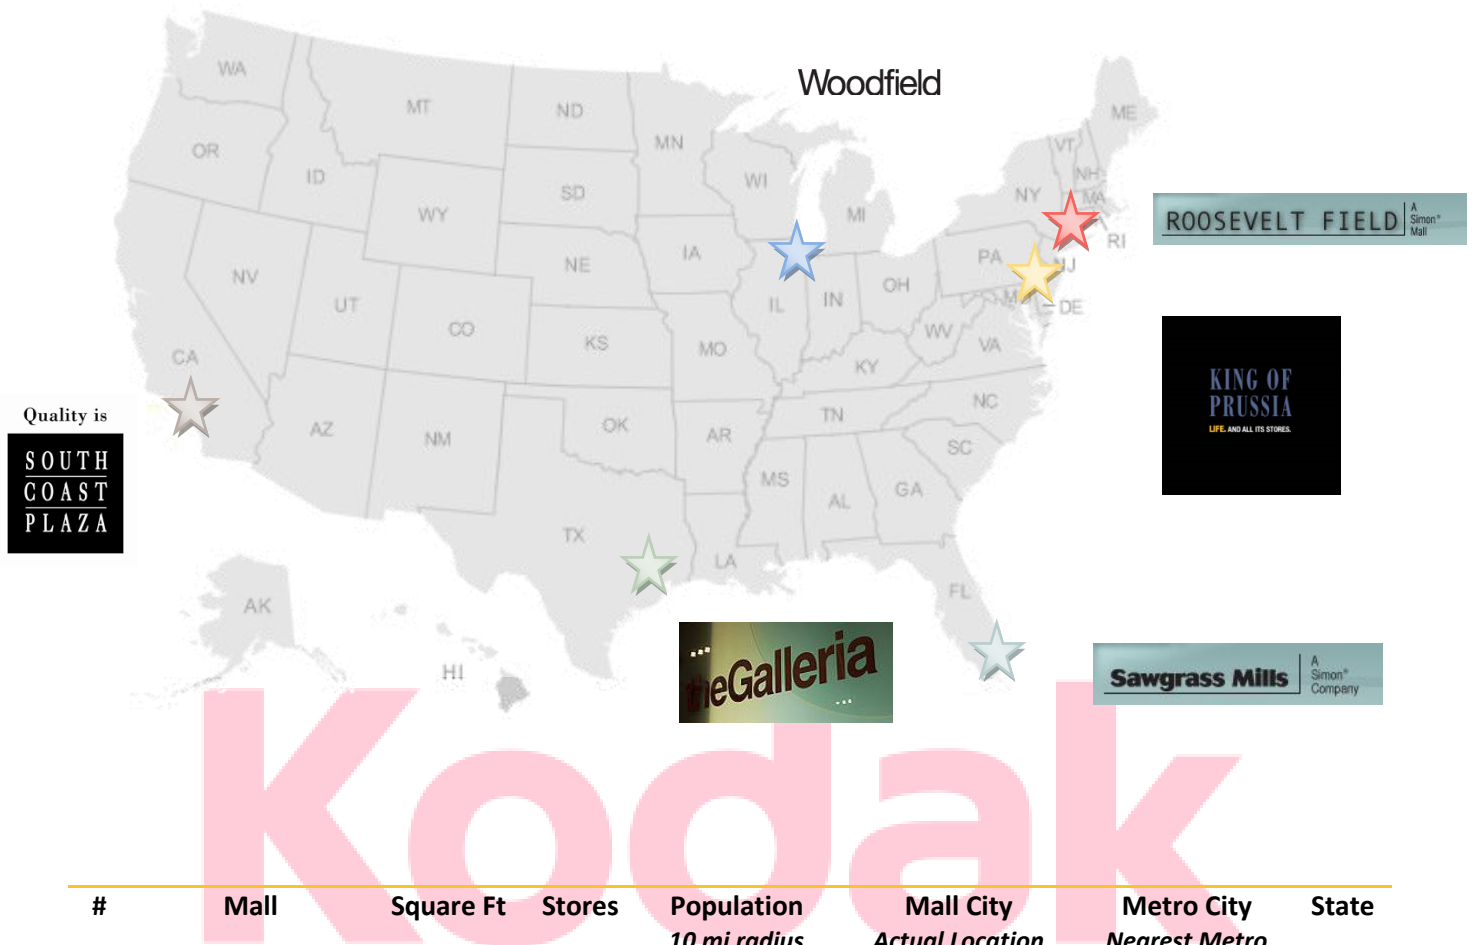 Woodfield
WA
MT
ND
MN
ME
OR
ID
SD
WI
MI
VT
NH
NY
MA
WY
RI
ROOSEVELT FIELD
A
Simon®
Mall
NV
NE
IA
PA
NJ
UT
CO
IL
IN
OH
DE
CA
KS
MO
WV
VA
KY
KING OF
PRUSSIA
LIFE. AND ALL ITS STORES.
Quality is
SOUTH
COAST
PLAZA
AZ
NM
OK
AR
TN
NC
SC
MS
AL
GA
TX
LA
FL
AK
HI
theGalleria
Sawgrass Mills
A
Simon®
Company
Kodak
# Mall Square Ft Stores Population Mall City Metro City State
10 mi radius Actual Location Nearest Metro